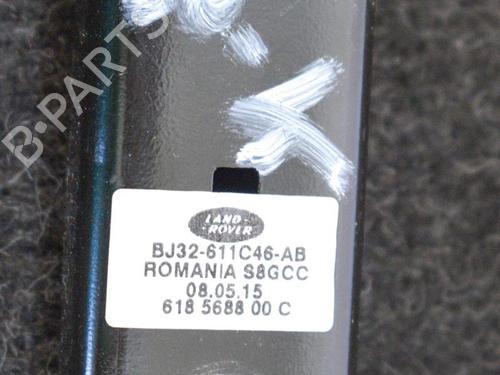 B-PARTS
LAND-
ROVER
BJ32-611C46-AB
ROMANIA S8GCC
08.05.15
618 5688 00 C